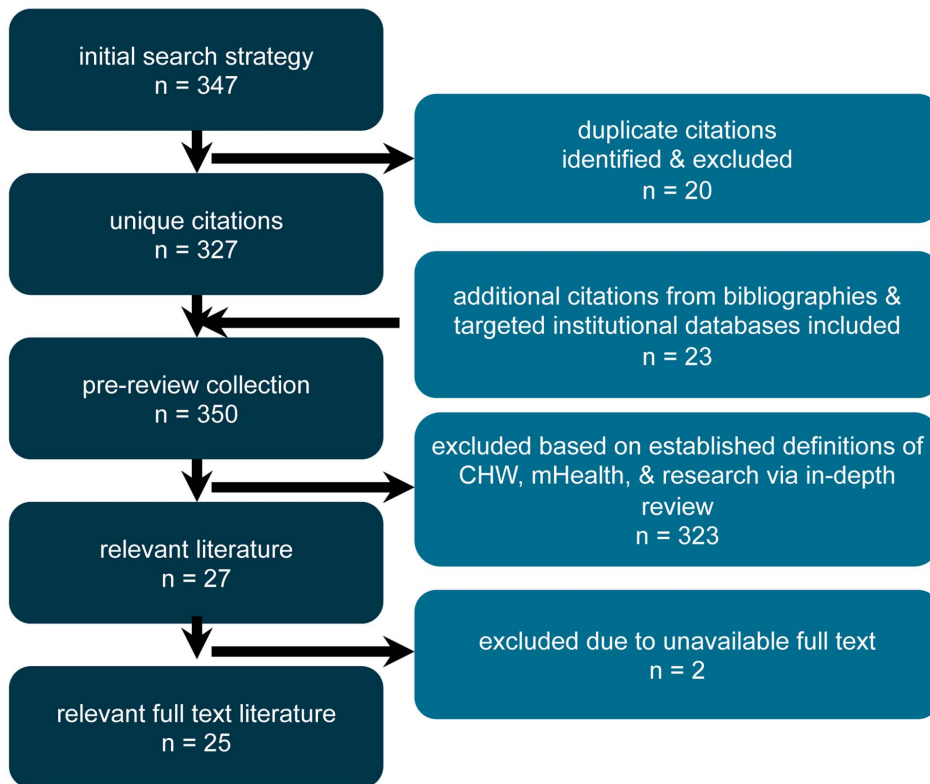 initial search strategy
n = 347
duplicate citations
identified & excluded
n = 20
unique citations
n = 327
additional citations from bibliographies &
targeted institutional databases included
n = 23
pre-review collection
n = 350
excluded based on established definitions of
CHW, mHealth, & research via in-depth
review
n = 323
relevant literature
n = 27
excluded due to unavailable full text
n = 2
relevant full text literature
n = 25